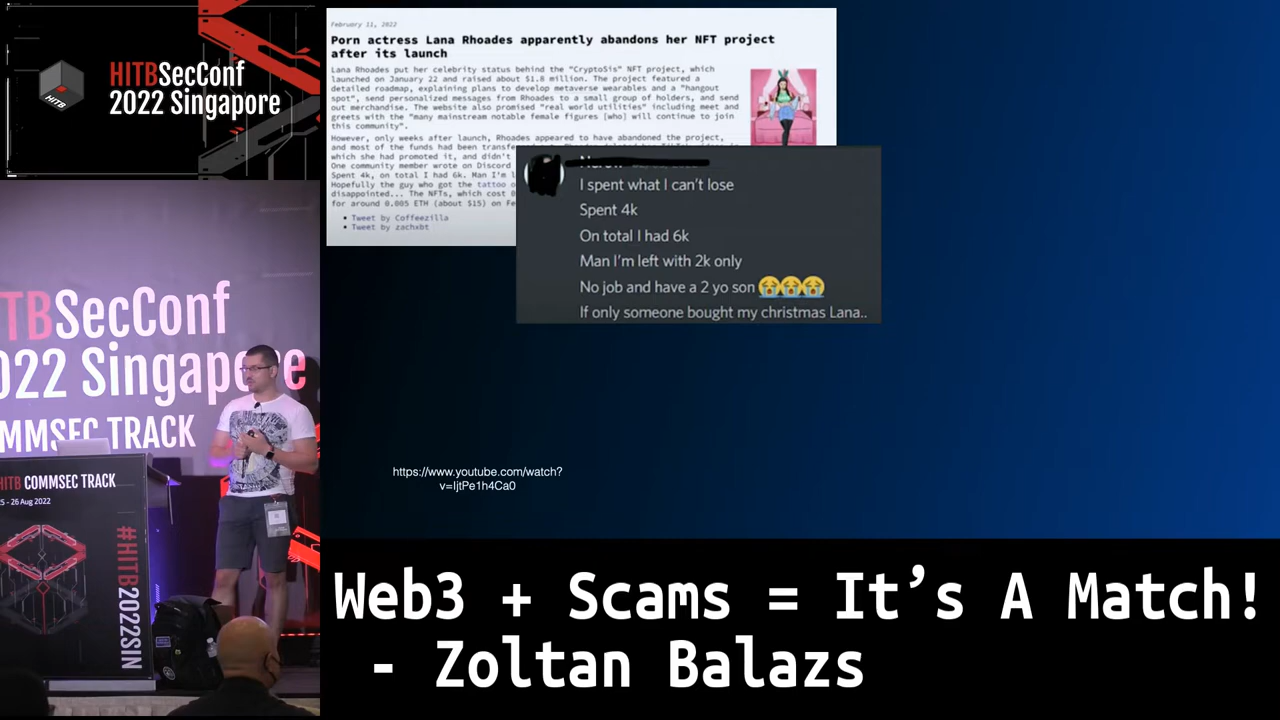 HITBSecConf
2022 Singapore
HITB
February 11, 2022
Porn actress Lana Rhoades apparently abandons her NFT project
after its launch
Lana Rhoades put her celebrity status behind the "CryptoSis" NFT project, which
launched on January 22 and raised about $1.8 million. The project featured a
detailed roadmap, explaining plans to develop metaverse wearables and a "hangout
spot", send personalized messages from Rhoades to a small group of holders, and send
out merchandise. The website also promised "real world utilities" including meet and
greets with the "many mainstream notable female figures [who] will continue to join
this community".
However, only weeks after launch, Rhoades appeared to have abandoned the project,
and most of the funds had been transfer
which she had promoted it, and didn't
One community member wrote on Discord
Spent 4k, on total I had 6k. Man I'm l
Hopefully the guy who got the tattoo o
disappointed... The NFTs, which cost 0
for around 0.005 ETH (about $15) on Fe
• Tweet by Coffeezilla
• Tweet by zachxbt
I spent what I can't lose
Spent 4k
On total I had 6k
Man I'm left with 2k only
No job and have a 2 yo son 😭😭😭
If only someone bought my christmas Lana..
https://www.youtube.com/watch?
v=IjtPe1h4Ca0
TBSecConf
022 Singapore
OMMSEC TRACK
HITB COMMSEC TRACK
25 - 26 Aug 2022
#HITB2022SIN
Web3 + Scams = It's A Match!
- Zoltan Balazs